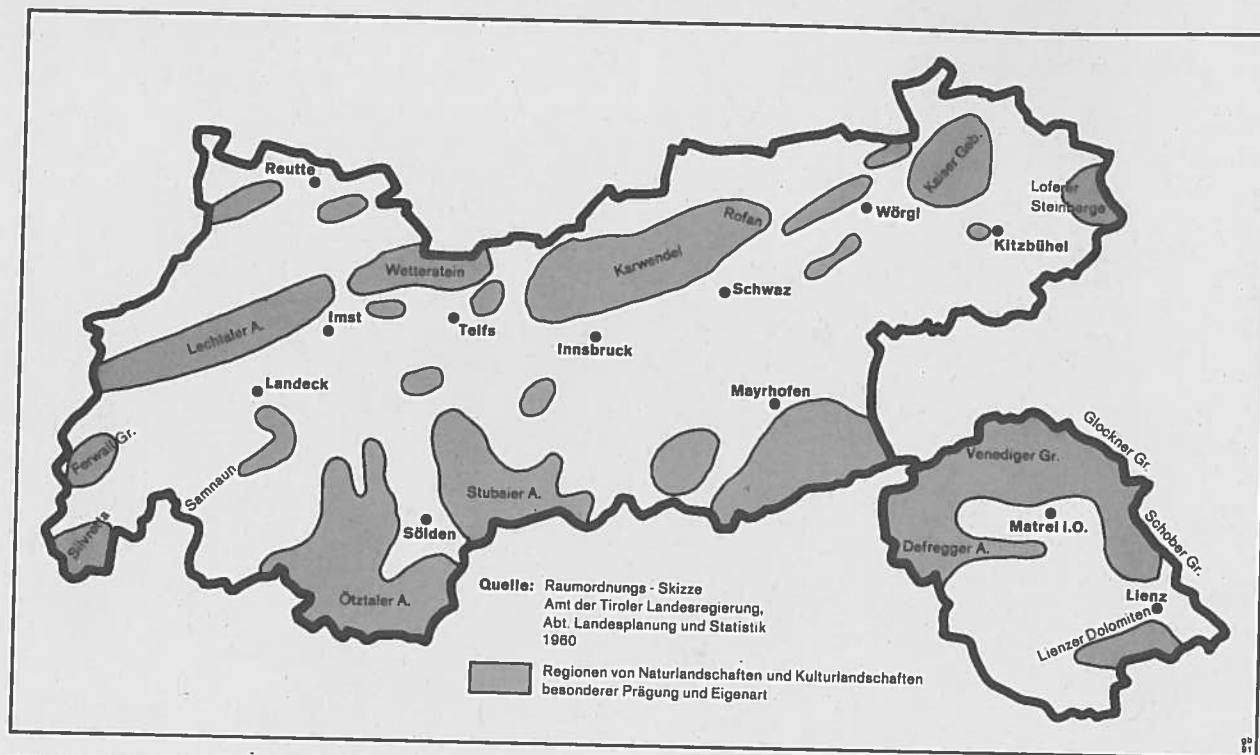 Reutte
Kaiser Geb.
Loferer
Steinberge
Rofan
Wörgl
Kitzbühel
Wetterstein
Karwendel
Schwaz
Lechtaler A.
Imst
Telfs
Innsbruck
Landeck
Mayrhofen
Ferwall Gr.
Samnaun
Silvretta
Stubaier A.
Sölden
Ötztaler A.
Glockner Gr.
Venediger Gr.
Matrei i.O.
Schober Gr.
Defregger A.
Lienz
Lienzer Dolomiten
Quelle: Raumordnungs - Skizze
Amt der Tiroler Landesregierung,
Abt. Landesplanung und Statistik
1960
Regionen von Naturlandschaften und Kulturlandschaften
besonderer Prägung und Eigenart